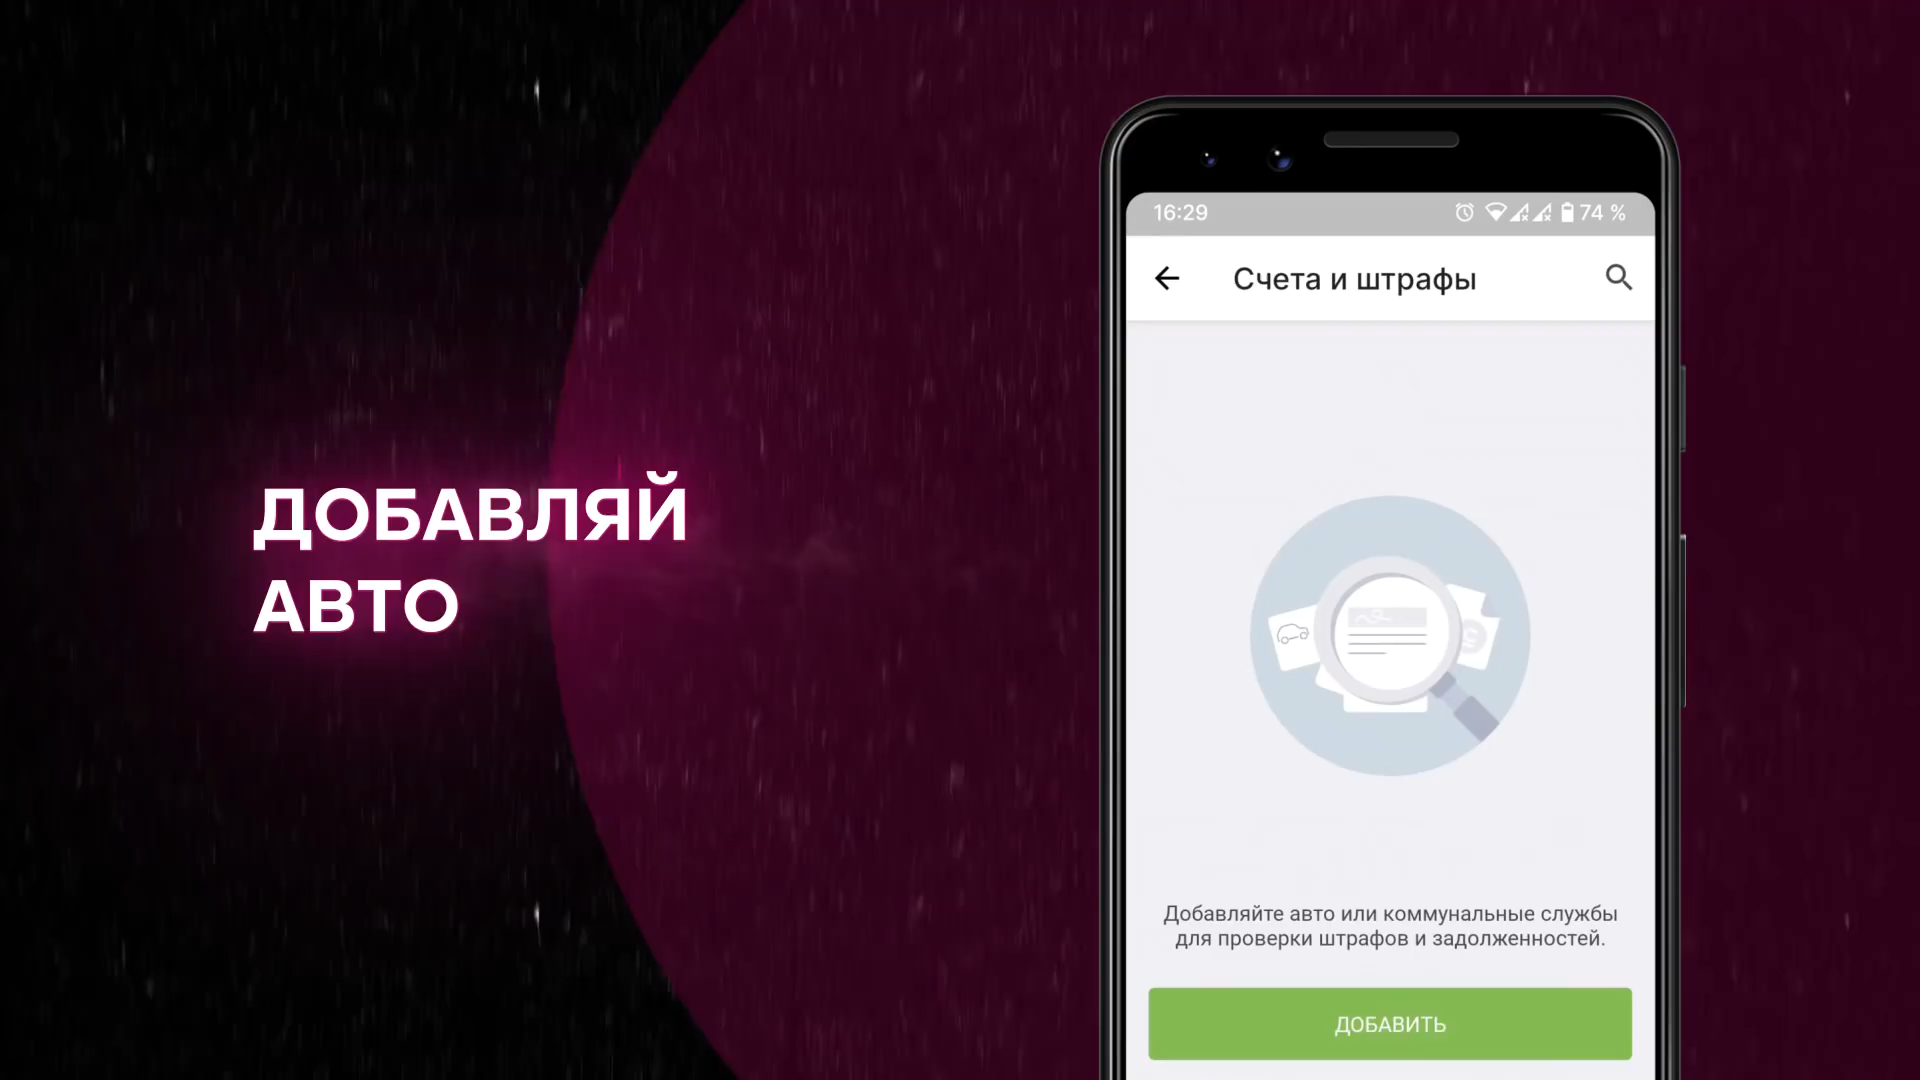 ДОБАВЛЯЙ
АВТО
16:29
74 %
Счета и штрафы
Добавляйте авто или коммунальные службы
для проверки штрафов и задолженностей.
ДОБАВИТЬ